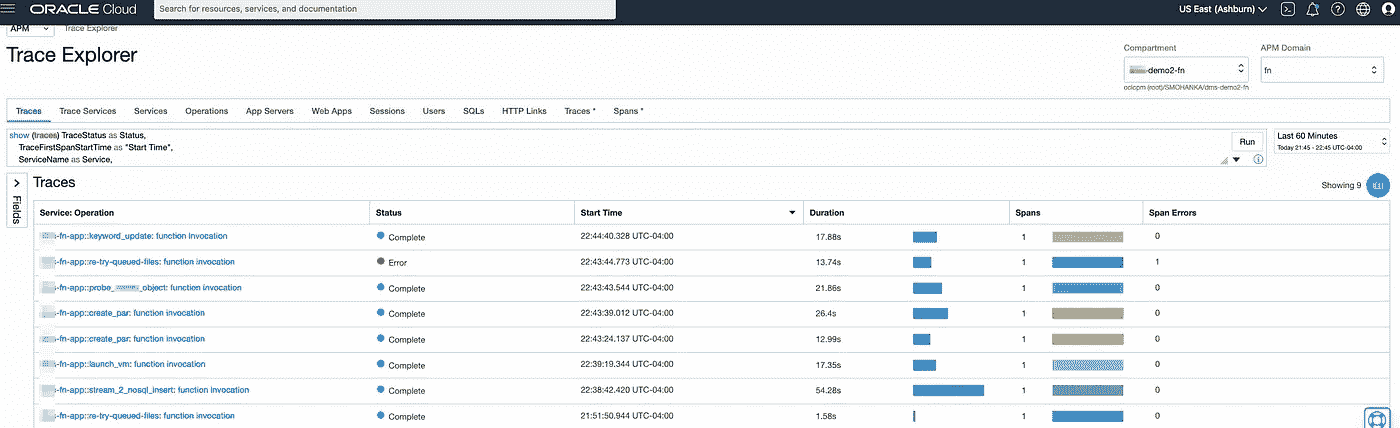 ORACLE Cloud Search for resources, services, and documentation US East (Ashburn)
APM Trace Explorer
Trace Explorer
Compartment APM Domain
-demo2-fn fn
oclcpm (root)/SMOHANKA/dms-demo2-fn
Traces Trace Services Services Operations App Servers Web Apps Sessions Users SQLs HTTP Links Traces * Spans *
show (traces) TraceStatus as Status,
TraceFirstSpanStartTime as "Start Time",
ServiceName as Service,
Run
Last 60 Minutes
Today 21:45 - 22:45 UTC-04:00
Fields
Traces
Showing 9
Service: Operation Status Start Time Duration Spans Span Errors
s-fn-app::keyword_update: function invocation Complete 22:44:40.328 UTC-04:00 17.88s 1 0
s-fn-app::re-try-queued-files: function invocation Error 22:43:44.773 UTC-04:00 13.74s 1 1
s-fn-app::probe_ _object: function invocation Complete 22:43:43.544 UTC-04:00 21.86s 1 0
s-fn-app::create_par: function invocation Complete 22:43:39.012 UTC-04:00 26.4s 1 0
s-fn-app::create_par: function invocation Complete 22:43:24.137 UTC-04:00 12.99s 1 0
s-fn-app::launch_vm: function invocation Complete 22:39:19.344 UTC-04:00 17.35s 1 0
s-fn-app::stream_2_nosql_insert: function invocation Complete 22:38:42.420 UTC-04:00 54.28s 1 0
s-fn-app::re-try-queued-files: function invocation Complete 21:51:50.944 UTC-04:00 1.58s 1 0